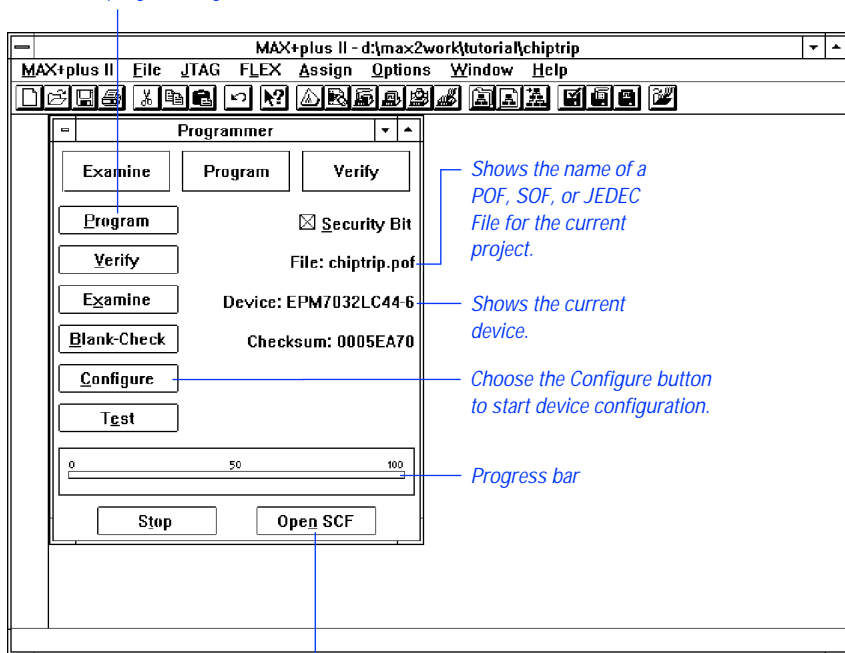 MAX+plus II - d:\max2work\tutorial\chiptrip
MAX+plus II File JTAG FLEX Assign Options Window Help
Programmer
Examine Program Verify
Program
Security Bit
Verify
File: chiptrip.pof
Examine
Device: EPM7032LC44-6
Blank-Check
Checksum: 0005EA70
Configure
Test
0 50 100
Stop Open SCF
Shows the name of a
POF, SOF, or JEDEC
File for the current
project.
Shows the current
device.
Choose the Configure button
to start device configuration.
Progress bar